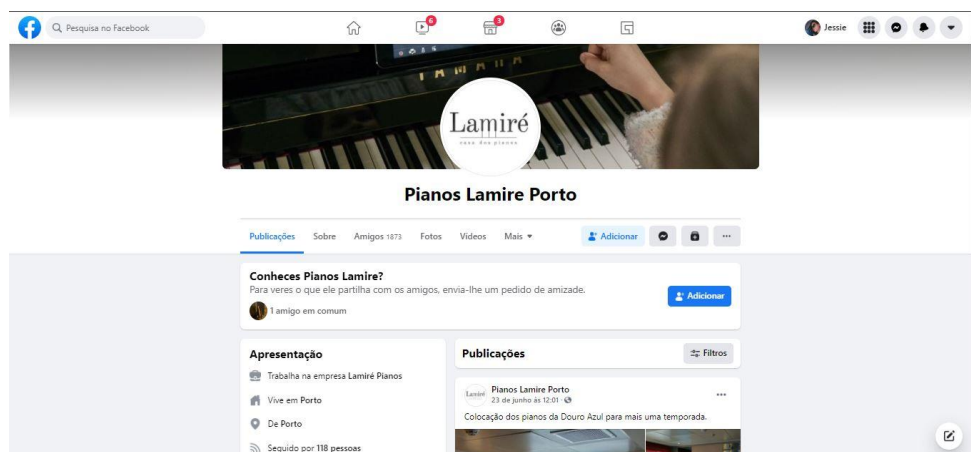 Pesquisa no Facebook
6
3
Jessie
YAMAHA
Lamiré
casa dos pianos
Pianos Lamire Porto
Publicações Sobre Amigos 1873 Fotos Vídeos Mais
Adicionar
Conheces Pianos Lamire?
Para veres o que ele partilha com os amigos, envia-lhe um pedido de amizade.
Adicionar
1 amigo em comum
Apresentação
Trabalha na empresa Lamiré Pianos
Vive em Porto
De Porto
Seguido por 118 pessoas
Publicações
Filtros
Lamiré
Pianos Lamire Porto
23 de junho às 12:01 ·
Colocação dos pianos da Douro Azul para mais uma temporada.